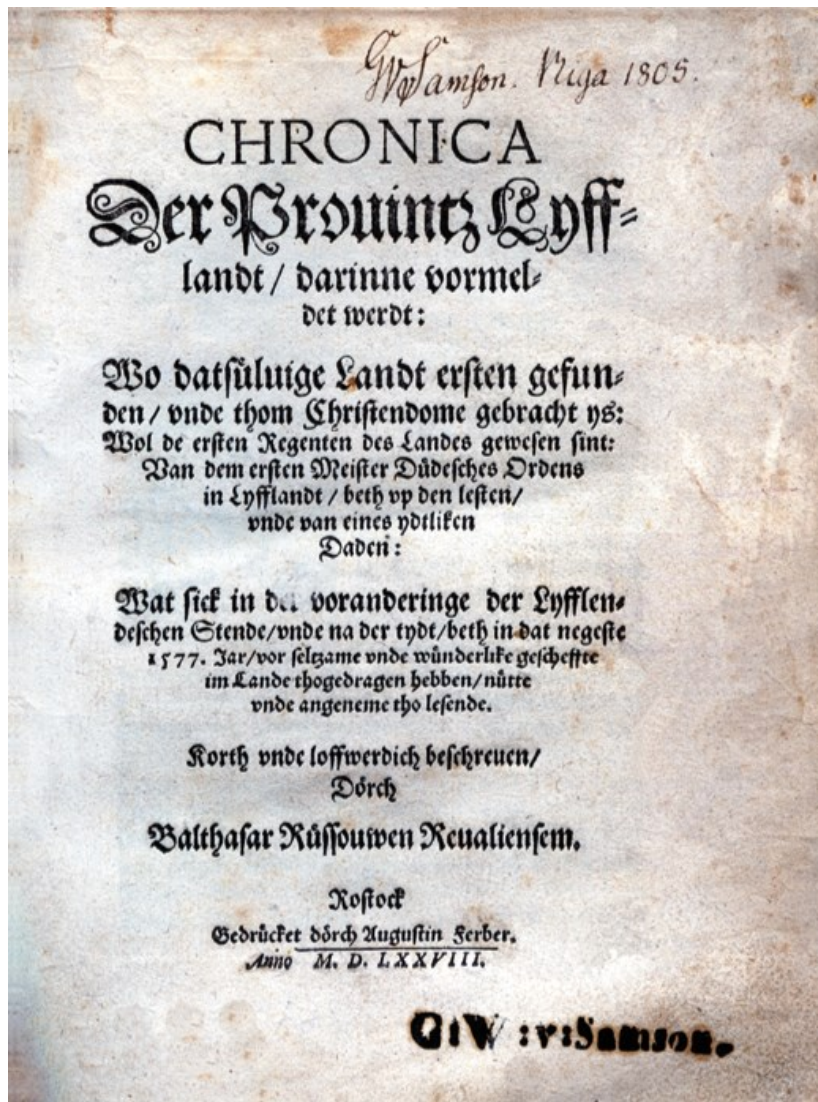 GWvSamson. Riga 1805.
CHRONICA
Der Prouintz Lyff-
landt / darinne vormel-
det werdt:
Wo datsüluige Landt ersten gefun-
den / vnde thom Christendome gebracht ys:
Wol de ersten Regenten des Landes gewesen sint:
Van dem ersten Meister Düdesches Ordens
in Lyfflandt / beth vp den lesten /
vnde van eines ydtliken
Daden:
Wat sick in der voranderinge der Lyfflen-
deschen Stende/vnde na der tydt/beth in dat negeste
1577. Jar/vor seltzame vnde wünderlike gescheffte
im Lande thogedragen hebben/nütte
vnde angeneme tho lesende.
Korth vnde loffwerdich beschreuen/
Dörch
Balthasar Rüssouwen Reualiensem.
Rostock
Gedrücket dörch Augustin Ferber.
Anno M. D. LXXVIII.
G:W:v:Samson.